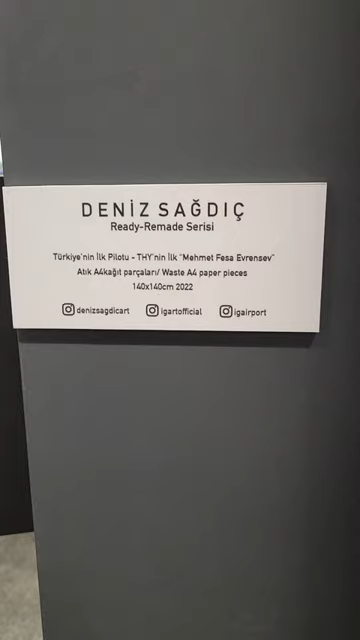 DENİZ SAĞDIÇ
Ready-Remade Serisi
Türkiye'nin İlk Pilotu - THY'nin İlk "Mehmet Fesa Evrensev"
Atık A4kağıt parçaları/ Waste A4 paper pieces
140x140cm 2022
denizsagdicart igartofficial igairport